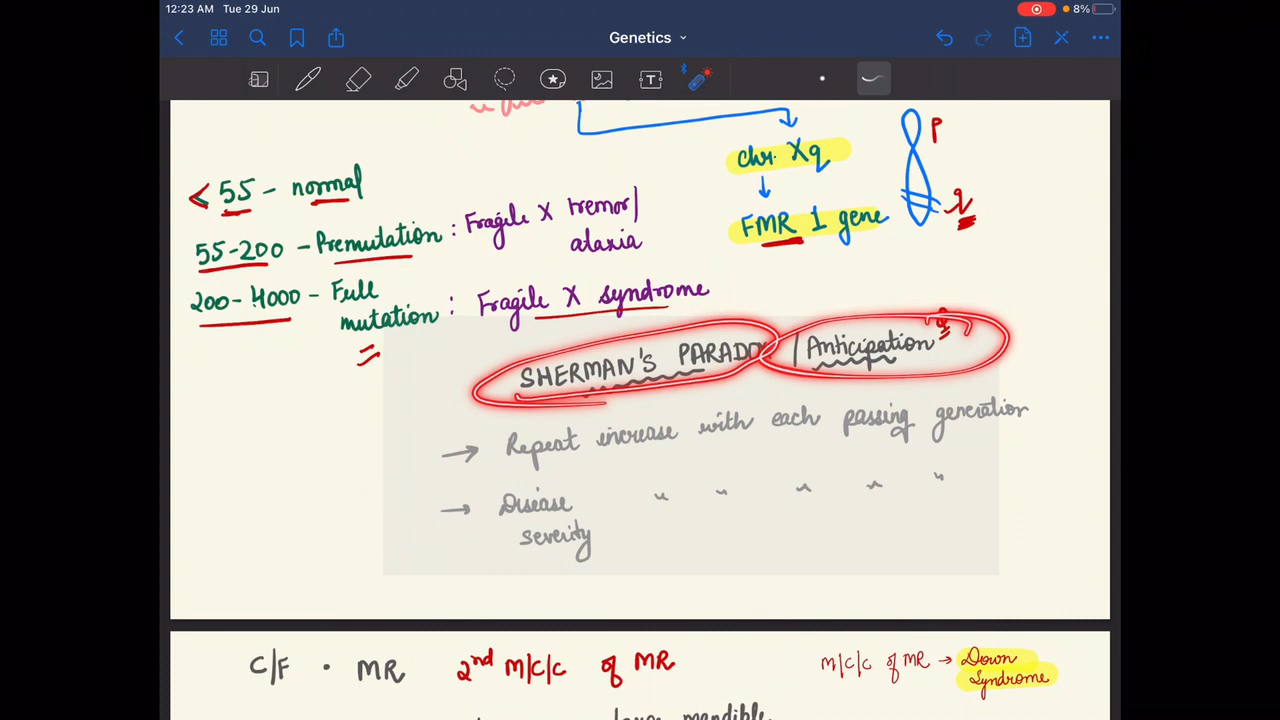 12:23 AM Tue 29 Jun
8%
Genetics
T
p
chr. Xq
< 55 - normal
q
FMR 1 gene
55-200 - Premutation : Fragile X tremor/
ataxia
200-4000 - Full
mutation : Fragile X syndrome
SHERMAN'S PARADOX / Anticipation
→ Repeat increase with each passing generation
→ Disease " " " " "
severity
C/F • MR 2nd M/C/C of MR M/C/C of MR → Down
Syndrome
large mandible